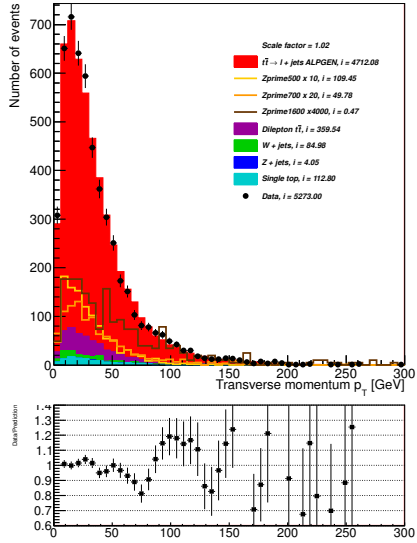 Number of events
700
600
500
400
300
200
100
0
Scale factor = 1.02
tt̄ → l + jets ALPGEN, i = 4712.08
Zprime500 x 10, i = 109.45
Zprime700 x 20, i = 49.78
Zprime1600 x4000, i = 0.47
Dilepton tt̄, i = 359.54
W + jets, i = 84.98
Z + jets, i = 4.05
Single top, i = 112.80
Data, i = 5273.00
0 50 100 150 200 250 300
Transverse momentum p_T [GeV]
Data/Prediction
1.4
1.3
1.2
1.1
1
0.9
0.8
0.7
0.6
0 50 100 150 200 250 300